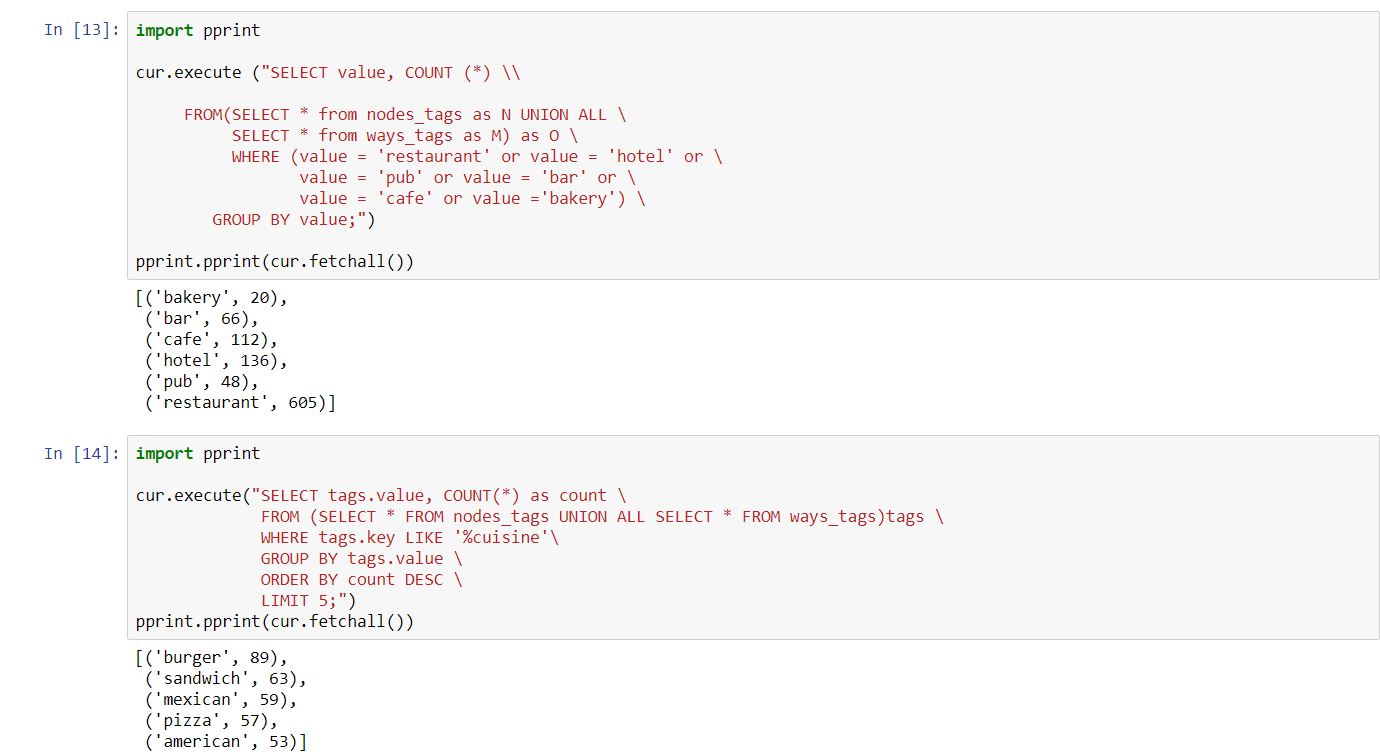 In [13]: import pprint
cur.execute ("SELECT value, COUNT (*) \\
FROM(SELECT * from nodes_tags as N UNION ALL \
SELECT * from ways_tags as M) as O \
WHERE (value = 'restaurant' or value = 'hotel' or \
value = 'pub' or value = 'bar' or \
value = 'cafe' or value ='bakery') \
GROUP BY value;")
pprint.pprint(cur.fetchall())
[('bakery', 20),
('bar', 66),
('cafe', 112),
('hotel', 136),
('pub', 48),
('restaurant', 605)]
In [14]: import pprint
cur.execute("SELECT tags.value, COUNT(*) as count \
FROM (SELECT * FROM nodes_tags UNION ALL SELECT * FROM ways_tags)tags \
WHERE tags.key LIKE '%cuisine'\
GROUP BY tags.value \
ORDER BY count DESC \
LIMIT 5;")
pprint.pprint(cur.fetchall())
[('burger', 89),
('sandwich', 63),
('mexican', 59),
('pizza', 57),
('american', 53)]